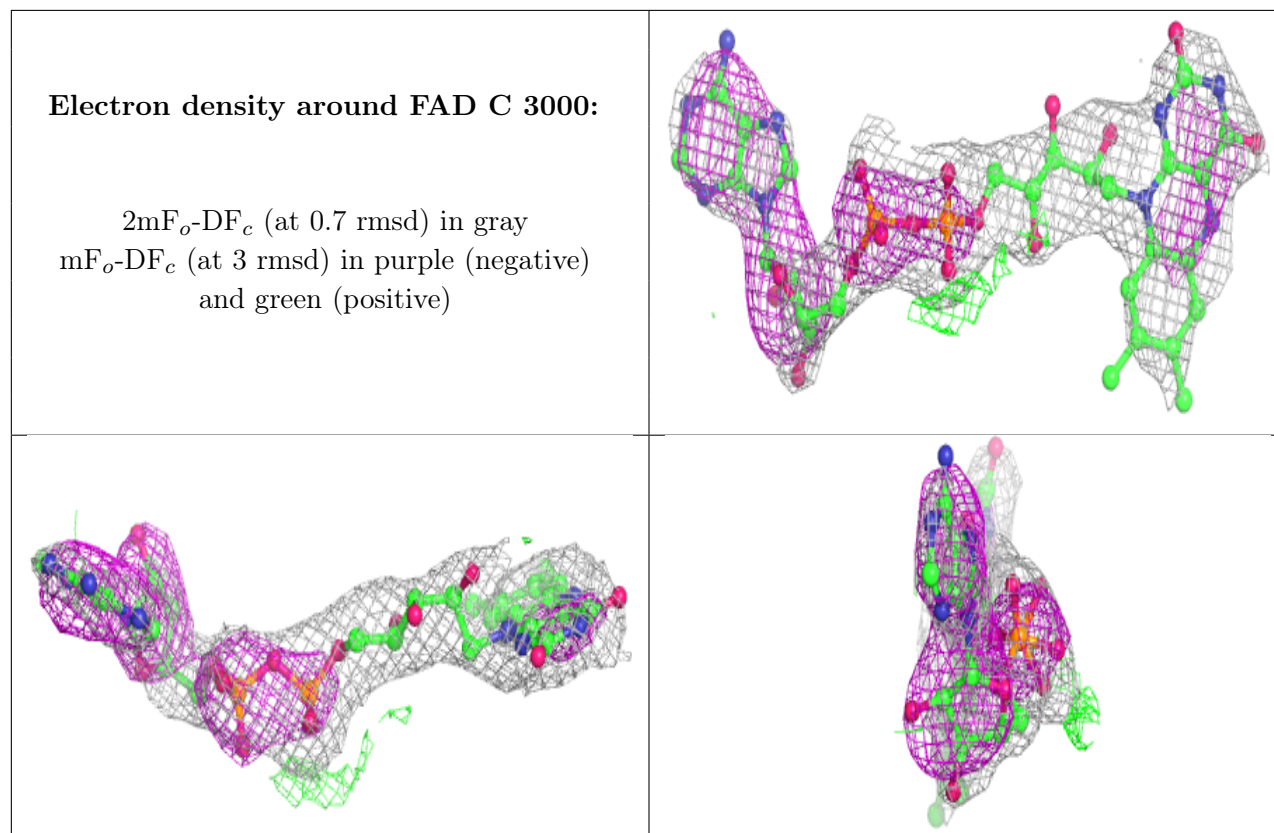 Electron density around FAD C 3000:
2mFo-DFc (at 0.7 rmsd) in gray
mFo-DFc (at 3 rmsd) in purple (negative)
and green (positive)